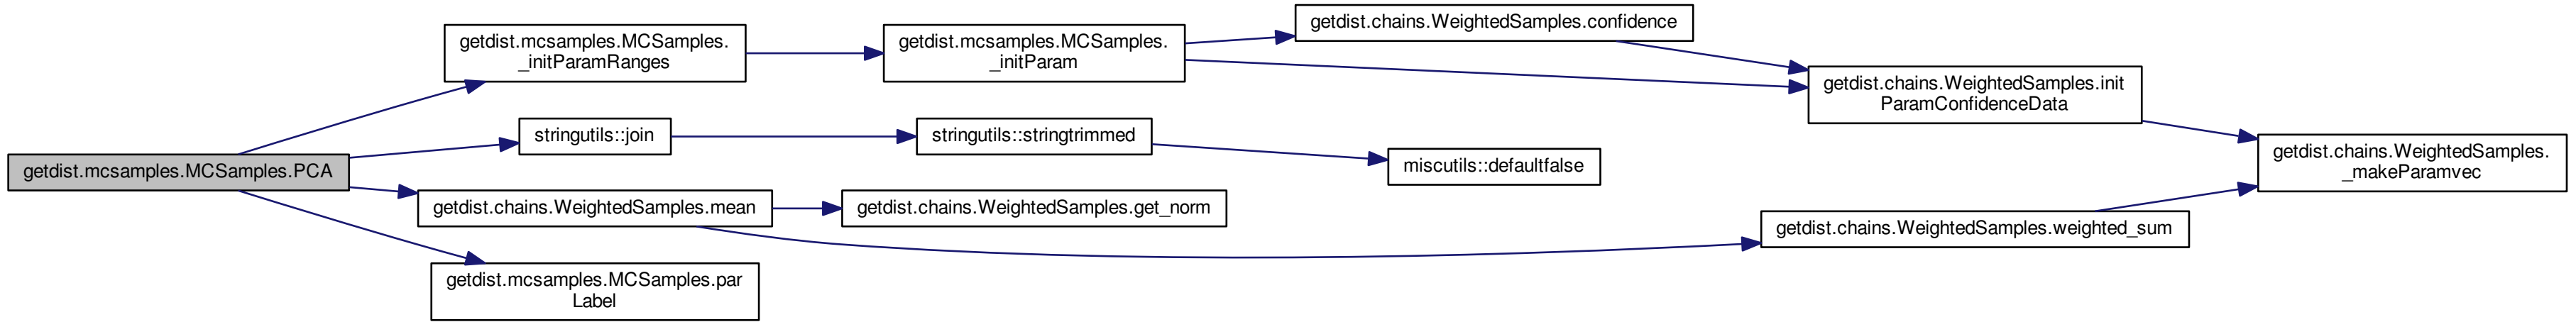 getdist.mcsamples.MCSamples.PCA
getdist.mcsamples.MCSamples.
_initParamRanges
stringutils::join
getdist.chains.WeightedSamples.mean
getdist.mcsamples.MCSamples.par
Label
getdist.mcsamples.MCSamples.
_initParam
stringutils::stringtrimmed
getdist.chains.WeightedSamples.get_norm
getdist.chains.WeightedSamples.confidence
miscutils::defaultfalse
getdist.chains.WeightedSamples.init
ParamConfidenceData
getdist.chains.WeightedSamples.weighted_sum
getdist.chains.WeightedSamples.
_makeParamvec